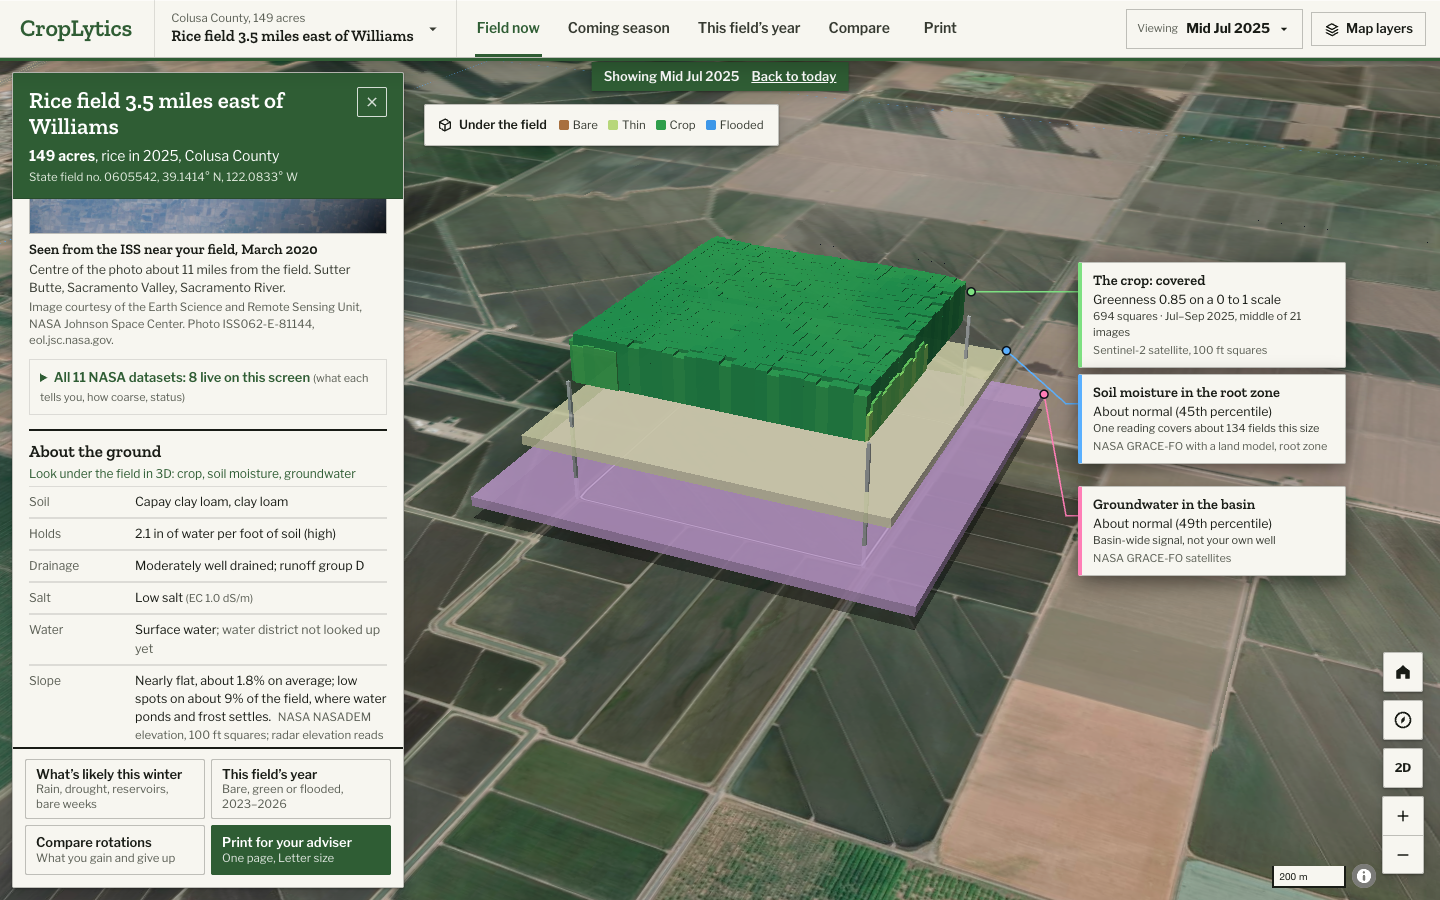 CropLytics
Colusa County, 149 acres
Rice field 3.5 miles east of Williams
Field now
Coming season
This field's year
Compare
Print
Viewing Mid Jul 2025
Map layers
Showing Mid Jul 2025 Back to today
Rice field 3.5 miles east of
Williams
149 acres, rice in 2025, Colusa County
State field no. 0605542, 39.1414° N, 122.0833° W
Under the field Bare Thin Crop Flooded
Seen from the ISS near your field, March 2020
Centre of the photo about 11 miles from the field. Sutter
Butte, Sacramento Valley, Sacramento River.
Image courtesy of the Earth Science and Remote Sensing Unit,
NASA Johnson Space Center. Photo ISS062-E-81144,
eol.jsc.nasa.gov.
All 11 NASA datasets: 8 live on this screen (what each
tells you, how coarse, status)
About the ground
Look under the field in 3D: crop, soil moisture, groundwater
Soil Capay clay loam, clay loam
Holds 2.1 in of water per foot of soil (high)
Drainage Moderately well drained; runoff group D
Salt Low salt (EC 1.0 dS/m)
Water Surface water; water district not looked up
yet
Slope Nearly flat, about 1.8% on average; low
spots on about 9% of the field, where water
ponds and frost settles. NASA NASADEM
elevation, 100 ft squares; radar elevation reads
What's likely this winter
Rain, drought, reservoirs,
bare weeks
This field's year
Bare, green or flooded,
2023–2026
Compare rotations
What you gain and give up
Print for your adviser
One page, Letter size
The crop: covered
Greenness 0.85 on a 0 to 1 scale
694 squares · Jul–Sep 2025, middle of 21
images
Sentinel-2 satellite, 100 ft squares
Soil moisture in the root zone
About normal (45th percentile)
One reading covers about 134 fields this size
NASA GRACE-FO with a land model, root zone
Groundwater in the basin
About normal (49th percentile)
Basin-wide signal, not your own well
NASA GRACE-FO satellites
2D
200 m